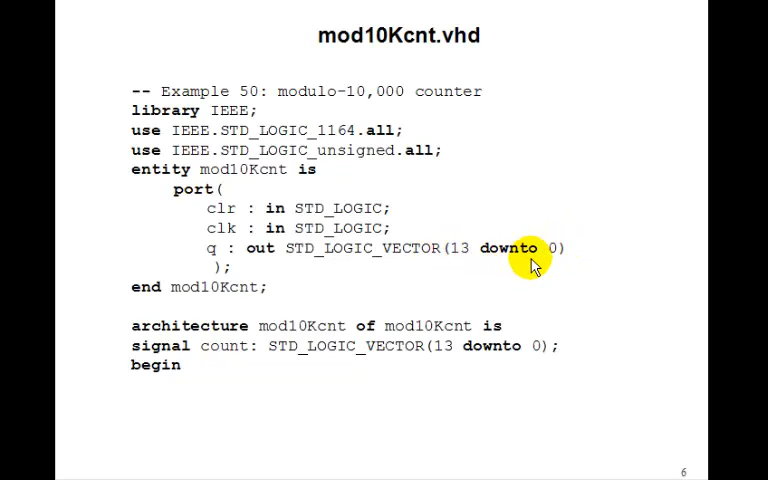 mod10Kcnt.vhd
-- Example 50: modulo-10,000 counter
library IEEE;
use IEEE.STD_LOGIC_1164.all;
use IEEE.STD_LOGIC_unsigned.all;
entity mod10Kcnt is
port(
clr : in STD_LOGIC;
clk : in STD_LOGIC;
q : out STD_LOGIC_VECTOR(13 downto 0)
);
end mod10Kcnt;
architecture mod10Kcnt of mod10Kcnt is
signal count: STD_LOGIC_VECTOR(13 downto 0);
begin
6